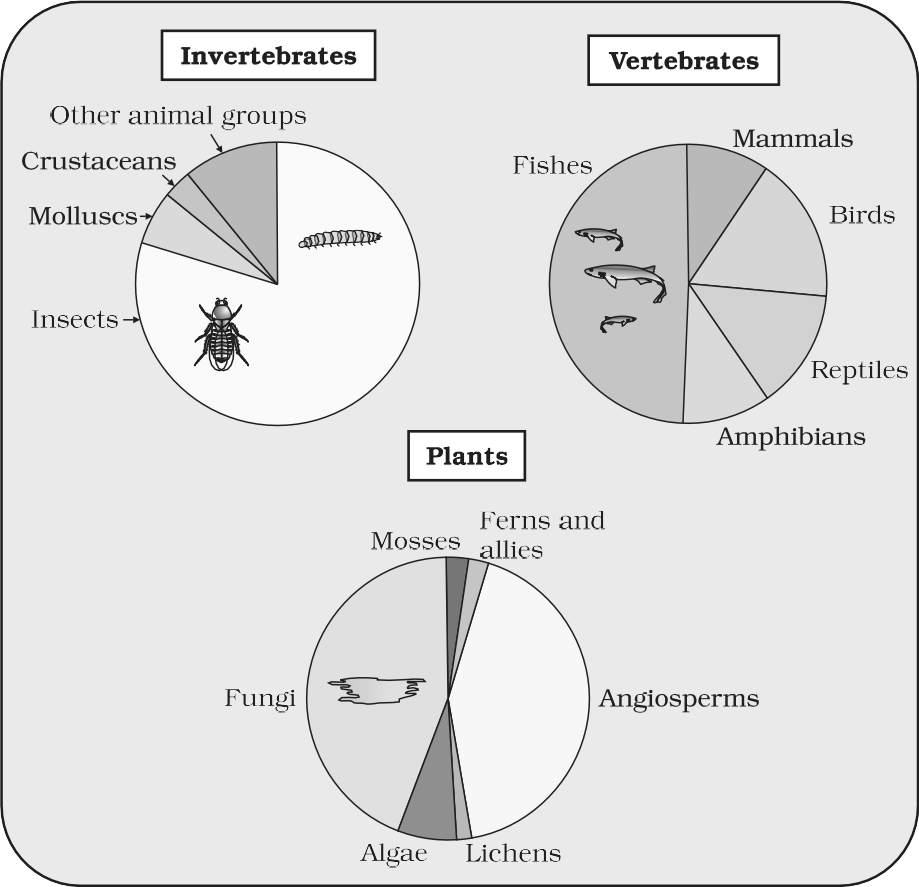 Invertebrates
Other animal groups
Crustaceans
Molluscs
Insects
Vertebrates
Fishes
Mammals
Birds
Reptiles
Amphibians
Plants
Mosses
Ferns and
allies
Fungi
Angiosperms
Algae
Lichens